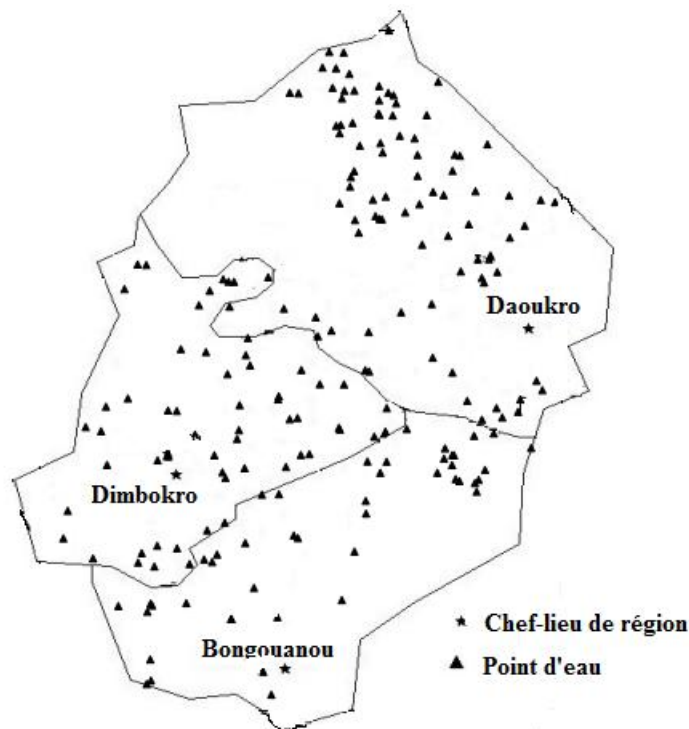 Daoukro
Dimbokro
Bongouanou
Chef-lieu de région
Point d'eau